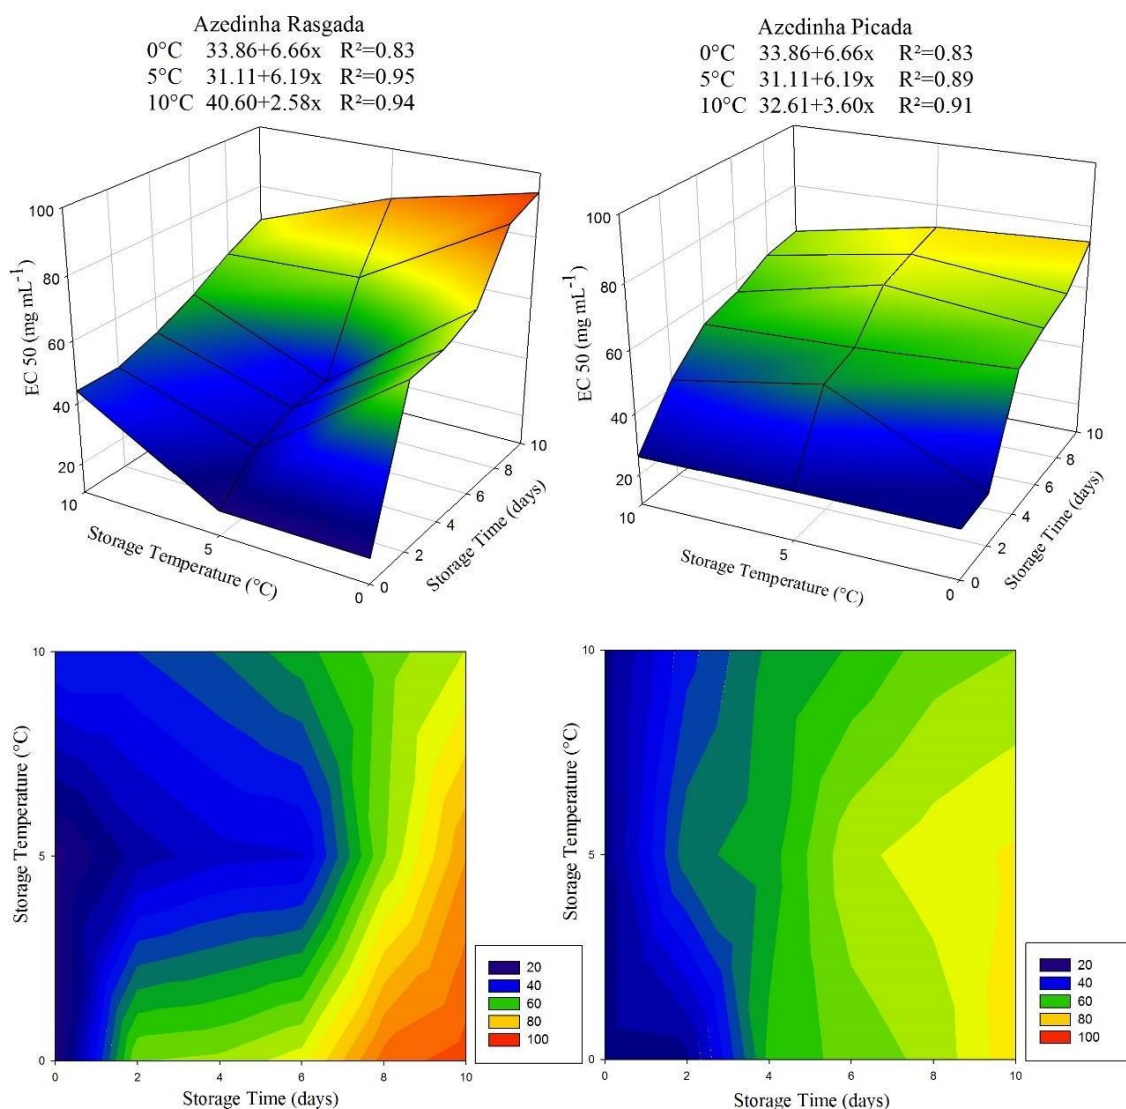 Azedinha Rasgada
0°C 33.86+6.66x R²=0.83
5°C 31.11+6.19x R²=0.95
10°C 40.60+2.58x R²=0.94
100
80
60
40
20
EC 50 (mg mL⁻¹)
10
5
0
Storage Temperature (°C)
0
2
4
6
8
10
Storage Time (days)
Azedinha Picada
0°C 33.86+6.66x R²=0.83
5°C 31.11+6.19x R²=0.89
10°C 32.61+3.60x R²=0.91
100
80
60
40
20
EC 50 (mg mL⁻¹)
10
5
0
Storage Temperature (°C)
0
2
4
6
8
10
Storage Time (days)
10
5
0
Storage Temperature (°C)
0 2 4 6 8 10
Storage Time (days)
20
40
60
80
100
10
5
0
Storage Temperature (°C)
0 2 4 6 8 10
Storage Time (days)
20
40
60
80
100